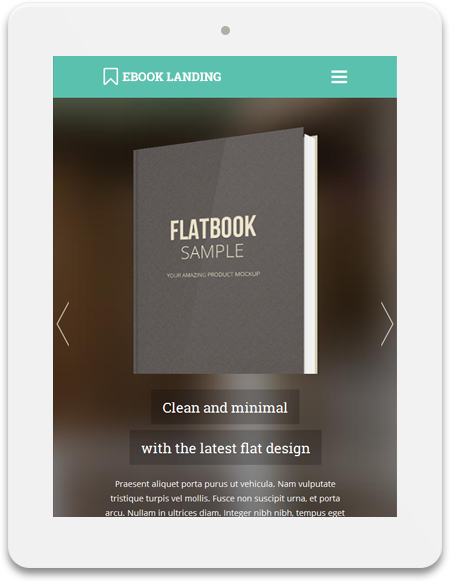 EBOOK LANDING
FLATBOOK
SAMPLE
YOUR AMAZING PRODUCT MOCKUP
Clean and minimal
with the latest flat design
Praesent aliquet porta purus ut vehicula. Nam vulputate
tristique turpis vel mollis. Fusce non suscipit urna, et porta
arcu. Nullam in ultrices diam. Integer nibh nibh, tempus eget